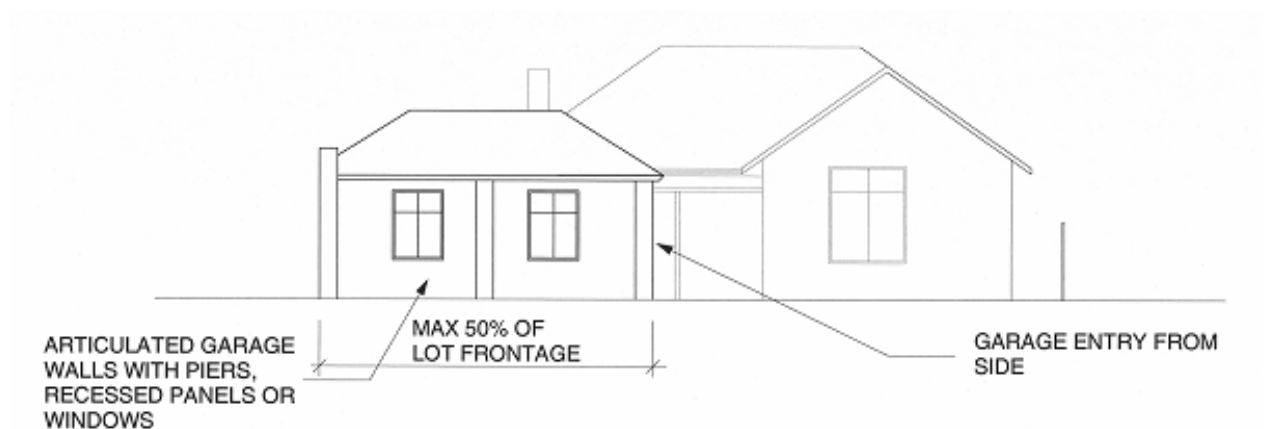 ARTICULATED GARAGE
WALLS WITH PIERS,
RECESSED PANELS OR
WINDOWS
MAX 50% OF
LOT FRONTAGE
GARAGE ENTRY FROM
SIDE